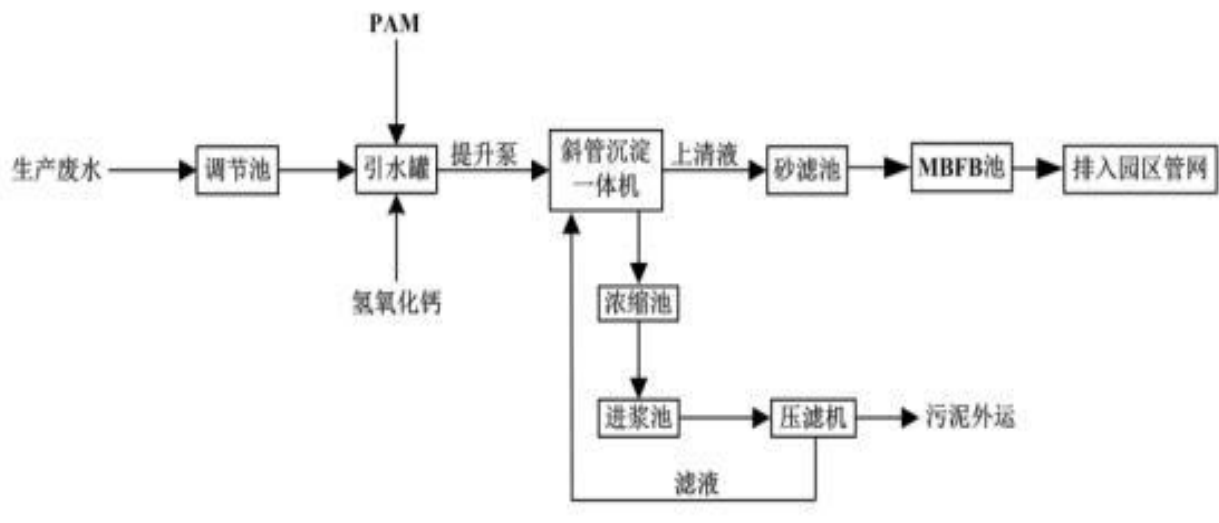 PAM
生产废水
调节池
引水罐
提升泵
斜管沉淀
一体机
上清液
砂滤池
MBFB池
排入园区管网
氢氧化钙
浓缩池
进浆池
压滤机
污泥外运
滤液